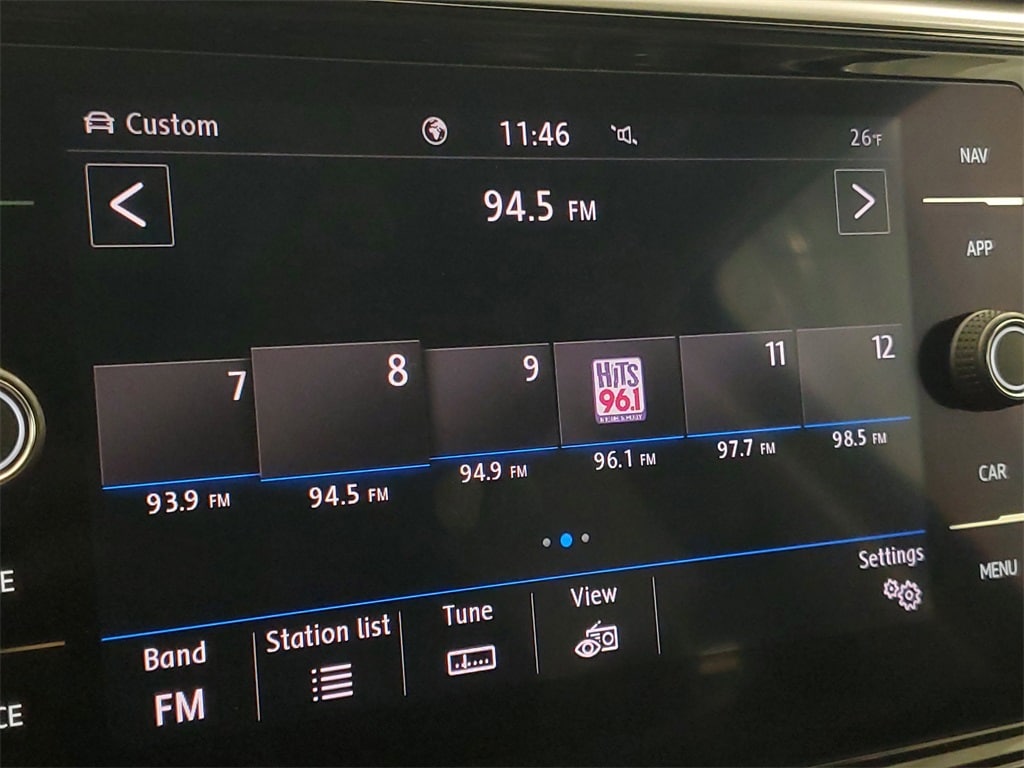 Custom
11:46
26°F
NAV
94.5 FM
APP
7
8
9
HiTS
96.1
11
12
93.9 FM
94.5 FM
94.9 FM
96.1 FM
97.7 FM
98.5 FM
CAR
Settings
MENU
E
Band
Station list
Tune
View
FM
CE